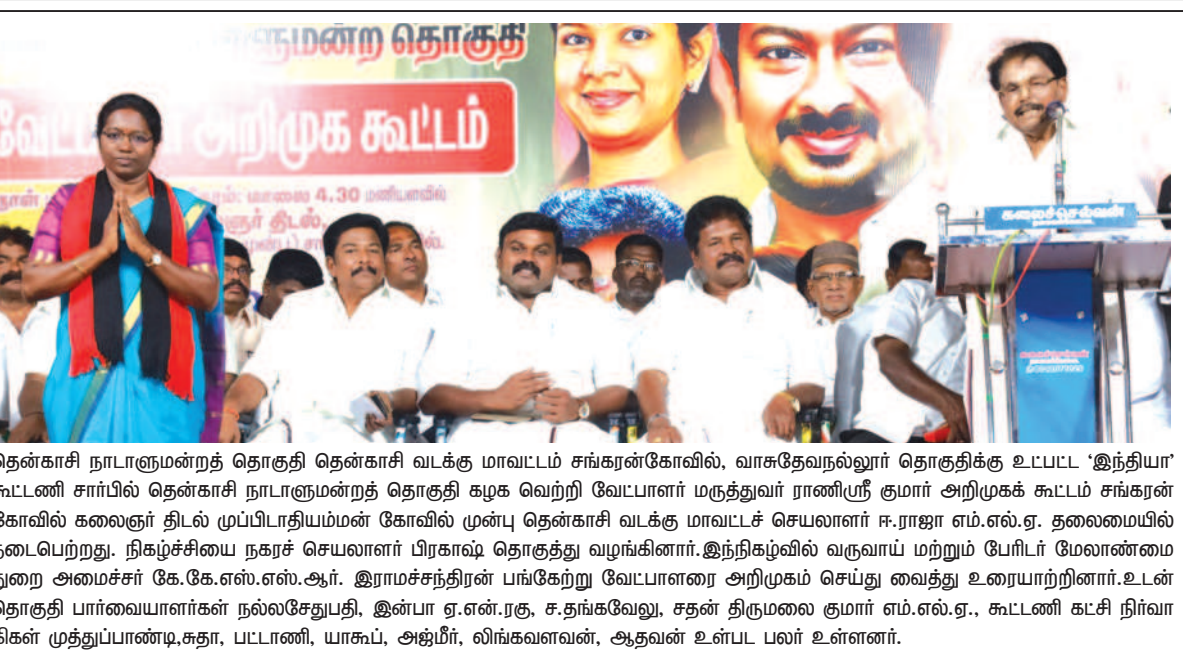 நாடாளுமன்ற தொகுதி
அறிமுக கூட்டம்
மாலை 4.30 மணியளவில்
திடல்,
கலைச்செல்வன்
தென்காசி நாடாளுமன்றத் தொகுதி தென்காசி வடக்கு மாவட்டம் சங்கரன்கோவில், வாசுதேவநல்லூர் தொகுதிக்கு உட்பட்ட ‘இந்தியா’
கூட்டணி சார்பில் தென்காசி நாடாளுமன்றத் தொகுதி கழக வெற்றி வேட்பாளர் மருத்துவர் ராணிஸ்ரீ குமார் அறிமுகக் கூட்டம் சங்கரன்
கோவில் கலைஞர் திடல் முப்பிடாதியம்மன் கோவில் முன்பு தென்காசி வடக்கு மாவட்டச் செயலாளர் ஈ.ராஜா எம்.எல்.ஏ. தலைமையில்
நடைபெற்றது. நிகழ்ச்சியை நகரச் செயலாளர் பிரகாஷ் தொகுத்து வழங்கினார்.இந்நிகழ்வில் வருவாய் மற்றும் பேரிடர் மேலாண்மை
துறை அமைச்சர் கே.கே.எஸ்.எஸ்.ஆர். இராமச்சந்திரன் பங்கேற்று வேட்பாளரை அறிமுகம் செய்து வைத்து உரையாற்றினார்.உடன்
தொகுதி பார்வையாளர்கள் நல்லசேதுபதி, இன்பா ஏ.என்.ரகு, ச.தங்கவேலு, சதன் திருமலை குமார் எம்.எல்.ஏ., கூட்டணி கட்சி நிர்வா
கிகள் முத்துப்பாண்டி,சுதா, பட்டாணி, யாகூப், அஜ்மீர், லிங்கவளவன், ஆதவன் உள்பட பலர் உள்ளனர்.